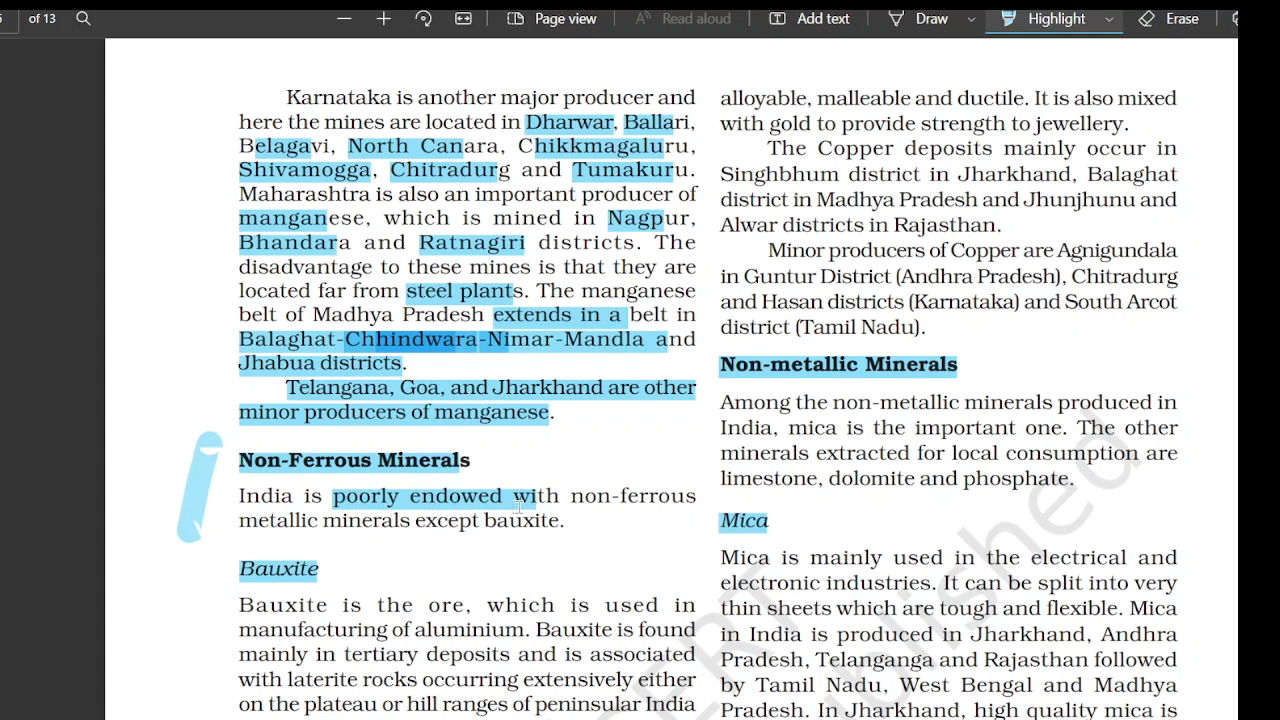 of 13
Page view
Read aloud
Add text
Draw
Highlight
Erase
Karnataka is another major producer and
here the mines are located in Dharwar, Ballari,
Belagavi, North Canara, Chikkmagaluru,
Shivamogga, Chitradurg and Tumakuru.
Maharashtra is also an important producer of
manganese, which is mined in Nagpur,
Bhandara and Ratnagiri districts. The
disadvantage to these mines is that they are
located far from steel plants. The manganese
belt of Madhya Pradesh extends in a belt in
Balaghat-Chhindwara-Nimar-Mandla and
Jhabua districts.
Telangana, Goa, and Jharkhand are other
minor producers of manganese.
Non-Ferrous Minerals
India is poorly endowed with non-ferrous
metallic minerals except bauxite.
Bauxite
Bauxite is the ore, which is used in
manufacturing of aluminium. Bauxite is found
mainly in tertiary deposits and is associated
with laterite rocks occurring extensively either
on the plateau or hill ranges of peninsular India
alloyable, malleable and ductile. It is also mixed
with gold to provide strength to jewellery.
The Copper deposits mainly occur in
Singhbhum district in Jharkhand, Balaghat
district in Madhya Pradesh and Jhunjhunu and
Alwar districts in Rajasthan.
Minor producers of Copper are Agnigundala
in Guntur District (Andhra Pradesh), Chitradurg
and Hasan districts (Karnataka) and South Arcot
district (Tamil Nadu).
Non-metallic Minerals
Among the non-metallic minerals produced in
India, mica is the important one. The other
minerals extracted for local consumption are
limestone, dolomite and phosphate.
Mica
Mica is mainly used in the electrical and
electronic industries. It can be split into very
thin sheets which are tough and flexible. Mica
in India is produced in Jharkhand, Andhra
Pradesh, Telanganga and Rajasthan followed
by Tamil Nadu, West Bengal and Madhya
Pradesh. In Jharkhand, high quality mica is